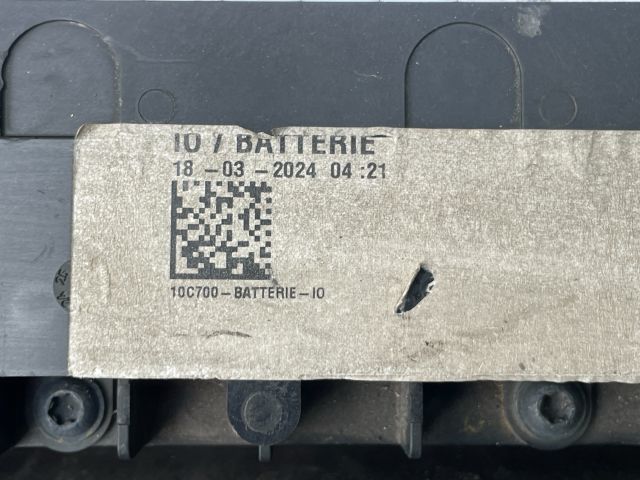 IO / BATTERIE
18-03-2024 04:21
10C700-BATTERIE-IO